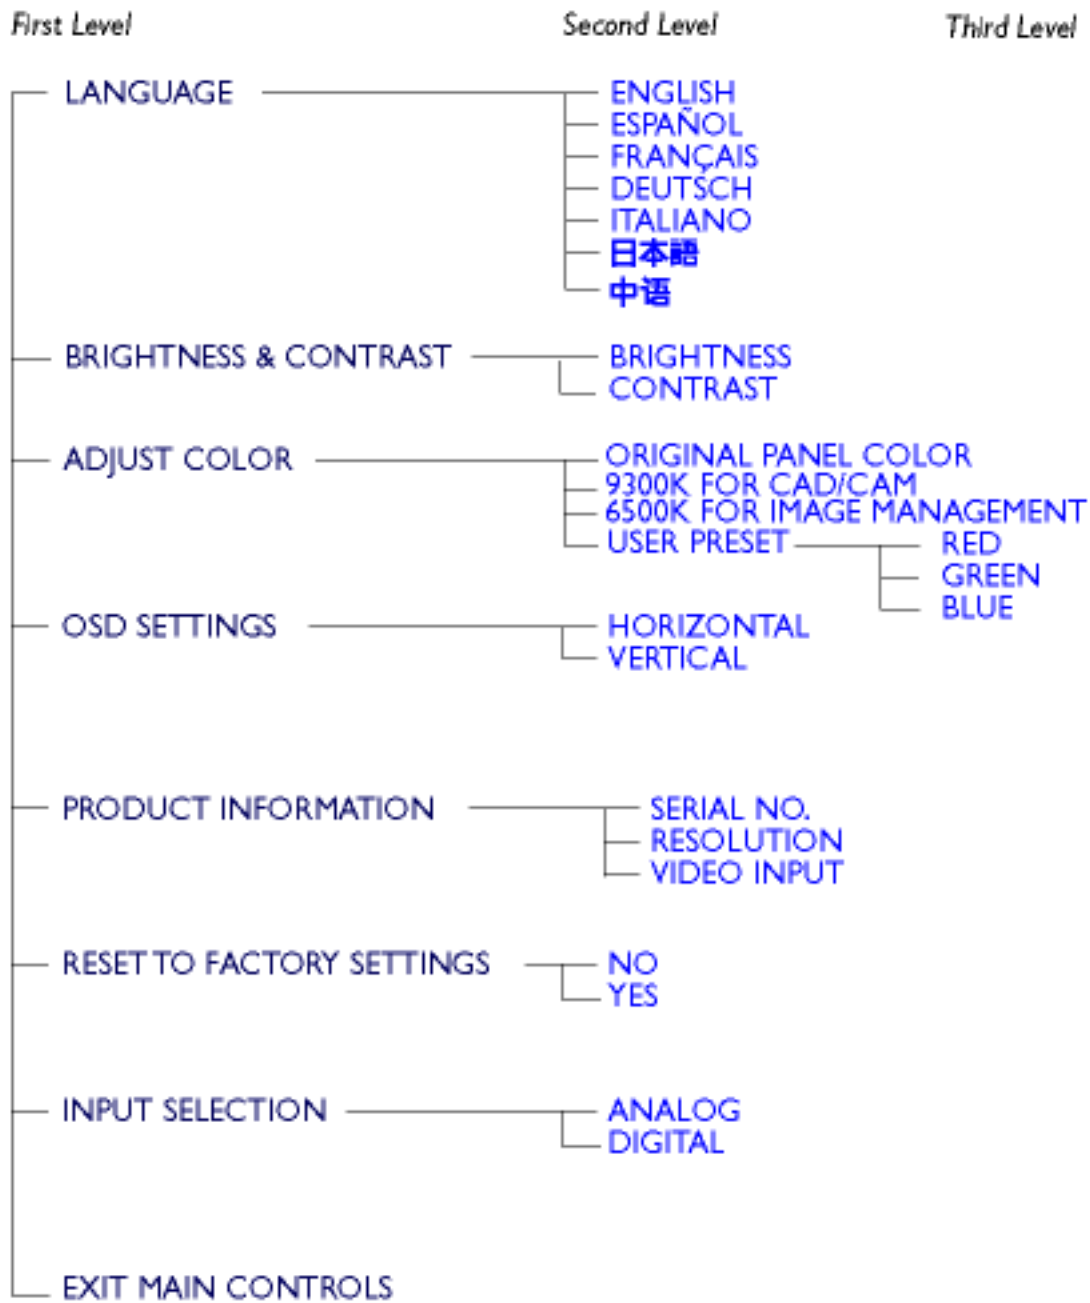 First Level Second Level Third Level
LANGUAGE ENGLISH
ESPAÑOL
FRANÇAIS
DEUTSCH
ITALIANO
日本語
中语
BRIGHTNESS & CONTRAST BRIGHTNESS
CONTRAST
ADJUST COLOR ORIGINAL PANEL COLOR
9300K FOR CAD/CAM
6500K FOR IMAGE MANAGEMENT
USER PRESET RED
GREEN
BLUE
OSD SETTINGS HORIZONTAL
VERTICAL
PRODUCT INFORMATION SERIAL NO.
RESOLUTION
VIDEO INPUT
RESET TO FACTORY SETTINGS NO
YES
INPUT SELECTION ANALOG
DIGITAL
EXIT MAIN CONTROLS